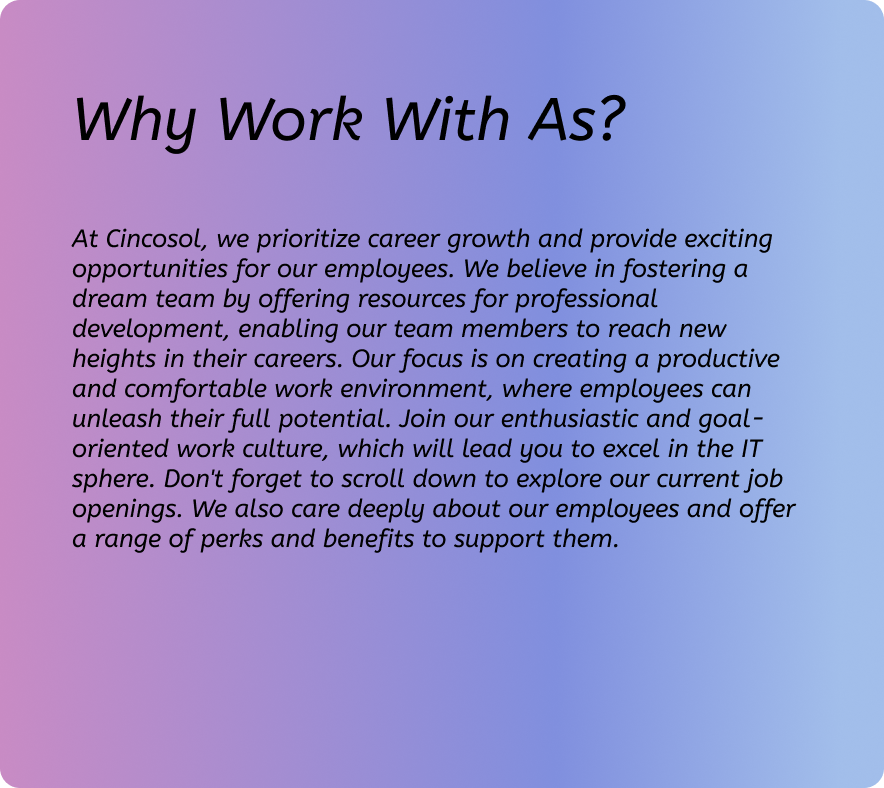 Why Work With As?
At Cincosol, we prioritize career growth and provide exciting
opportunities for our employees. We believe in fostering a
dream team by offering resources for professional
development, enabling our team members to reach new
heights in their careers. Our focus is on creating a productive
and comfortable work environment, where employees can
unleash their full potential. Join our enthusiastic and goal-
oriented work culture, which will lead you to excel in the IT
sphere. Don't forget to scroll down to explore our current job
openings. We also care deeply about our employees and offer
a range of perks and benefits to support them.